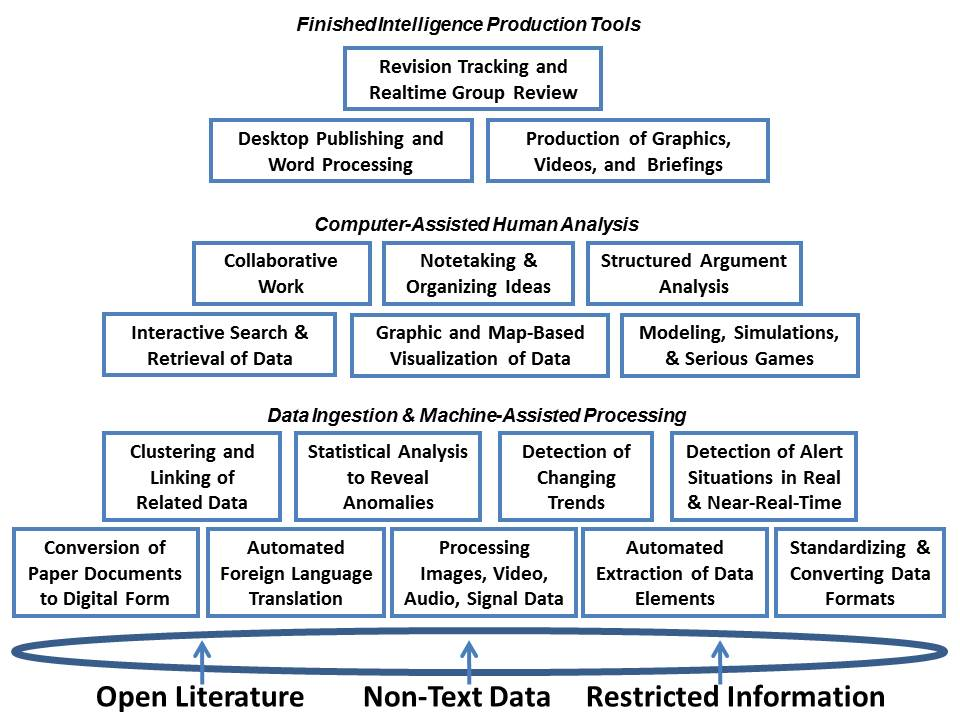 FinishedIntelligence Production Tools
Revision Tracking and
Realtime Group Review
Desktop Publishing and
Word Processing
Production of Graphics,
Videos, and Briefings
Computer-Assisted Human Analysis
Collaborative
Work
Notetaking &
Organizing Ideas
Structured Argument
Analysis
Interactive Search &
Retrieval of Data
Graphic and Map-Based
Visualization of Data
Modeling, Simulations,
& Serious Games
Data Ingestion & Machine-Assisted Processing
Clustering and
Linking of
Related Data
Statistical Analysis
to Reveal
Anomalies
Detection of
Changing
Trends
Detection of Alert
Situations in Real
& Near-Real-Time
Conversion of
Paper Documents
to Digital Form
Automated
Foreign Language
Translation
Processing
Images, Video,
Audio, Signal Data
Automated
Extraction of Data
Elements
Standardizing &
Converting Data
Formats
Open Literature
Non-Text Data
Restricted Information